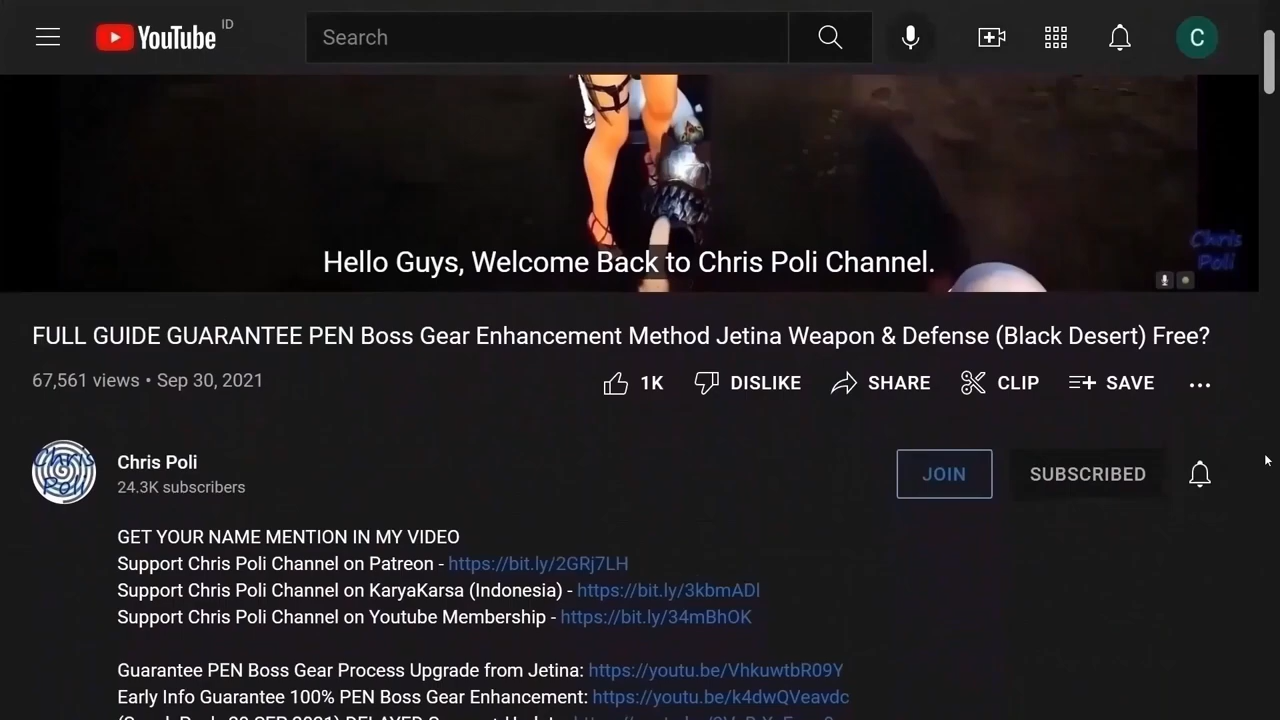 YouTube ID
Search
C
Hello Guys, Welcome Back to Chris Poli Channel.
Chris
Poli
FULL GUIDE GUARANTEE PEN Boss Gear Enhancement Method Jetina Weapon & Defense (Black Desert) Free?
67,561 views • Sep 30, 2021
1K DISLIKE SHARE CLIP SAVE
Chris Poli
Chris Poli
24.3K subscribers
JOIN SUBSCRIBED
GET YOUR NAME MENTION IN MY VIDEO
Support Chris Poli Channel on Patreon - https://bit.ly/2GRj7LH
Support Chris Poli Channel on KaryaKarsa (Indonesia) - https://bit.ly/3kbmADl
Support Chris Poli Channel on Youtube Membership - https://bit.ly/34mBhOK
Guarantee PEN Boss Gear Process Upgrade from Jetina: https://youtu.be/VhkuwtbR09Y
Early Info Guarantee 100% PEN Boss Gear Enhancement: https://youtu.be/k4dwQVeavdc